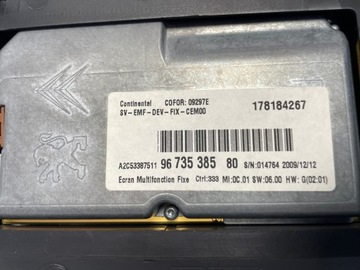 Continental COFOR: 09297E 178184267
SV-EMF-DEV-FIX-CEM00
A2C53387511 96 735 385 80 S/N:014764 2009/12/12
Ecran Multifonction Fixe Ctrl:333 MI:0C.01 SW:06.00 HW: G(02:01)